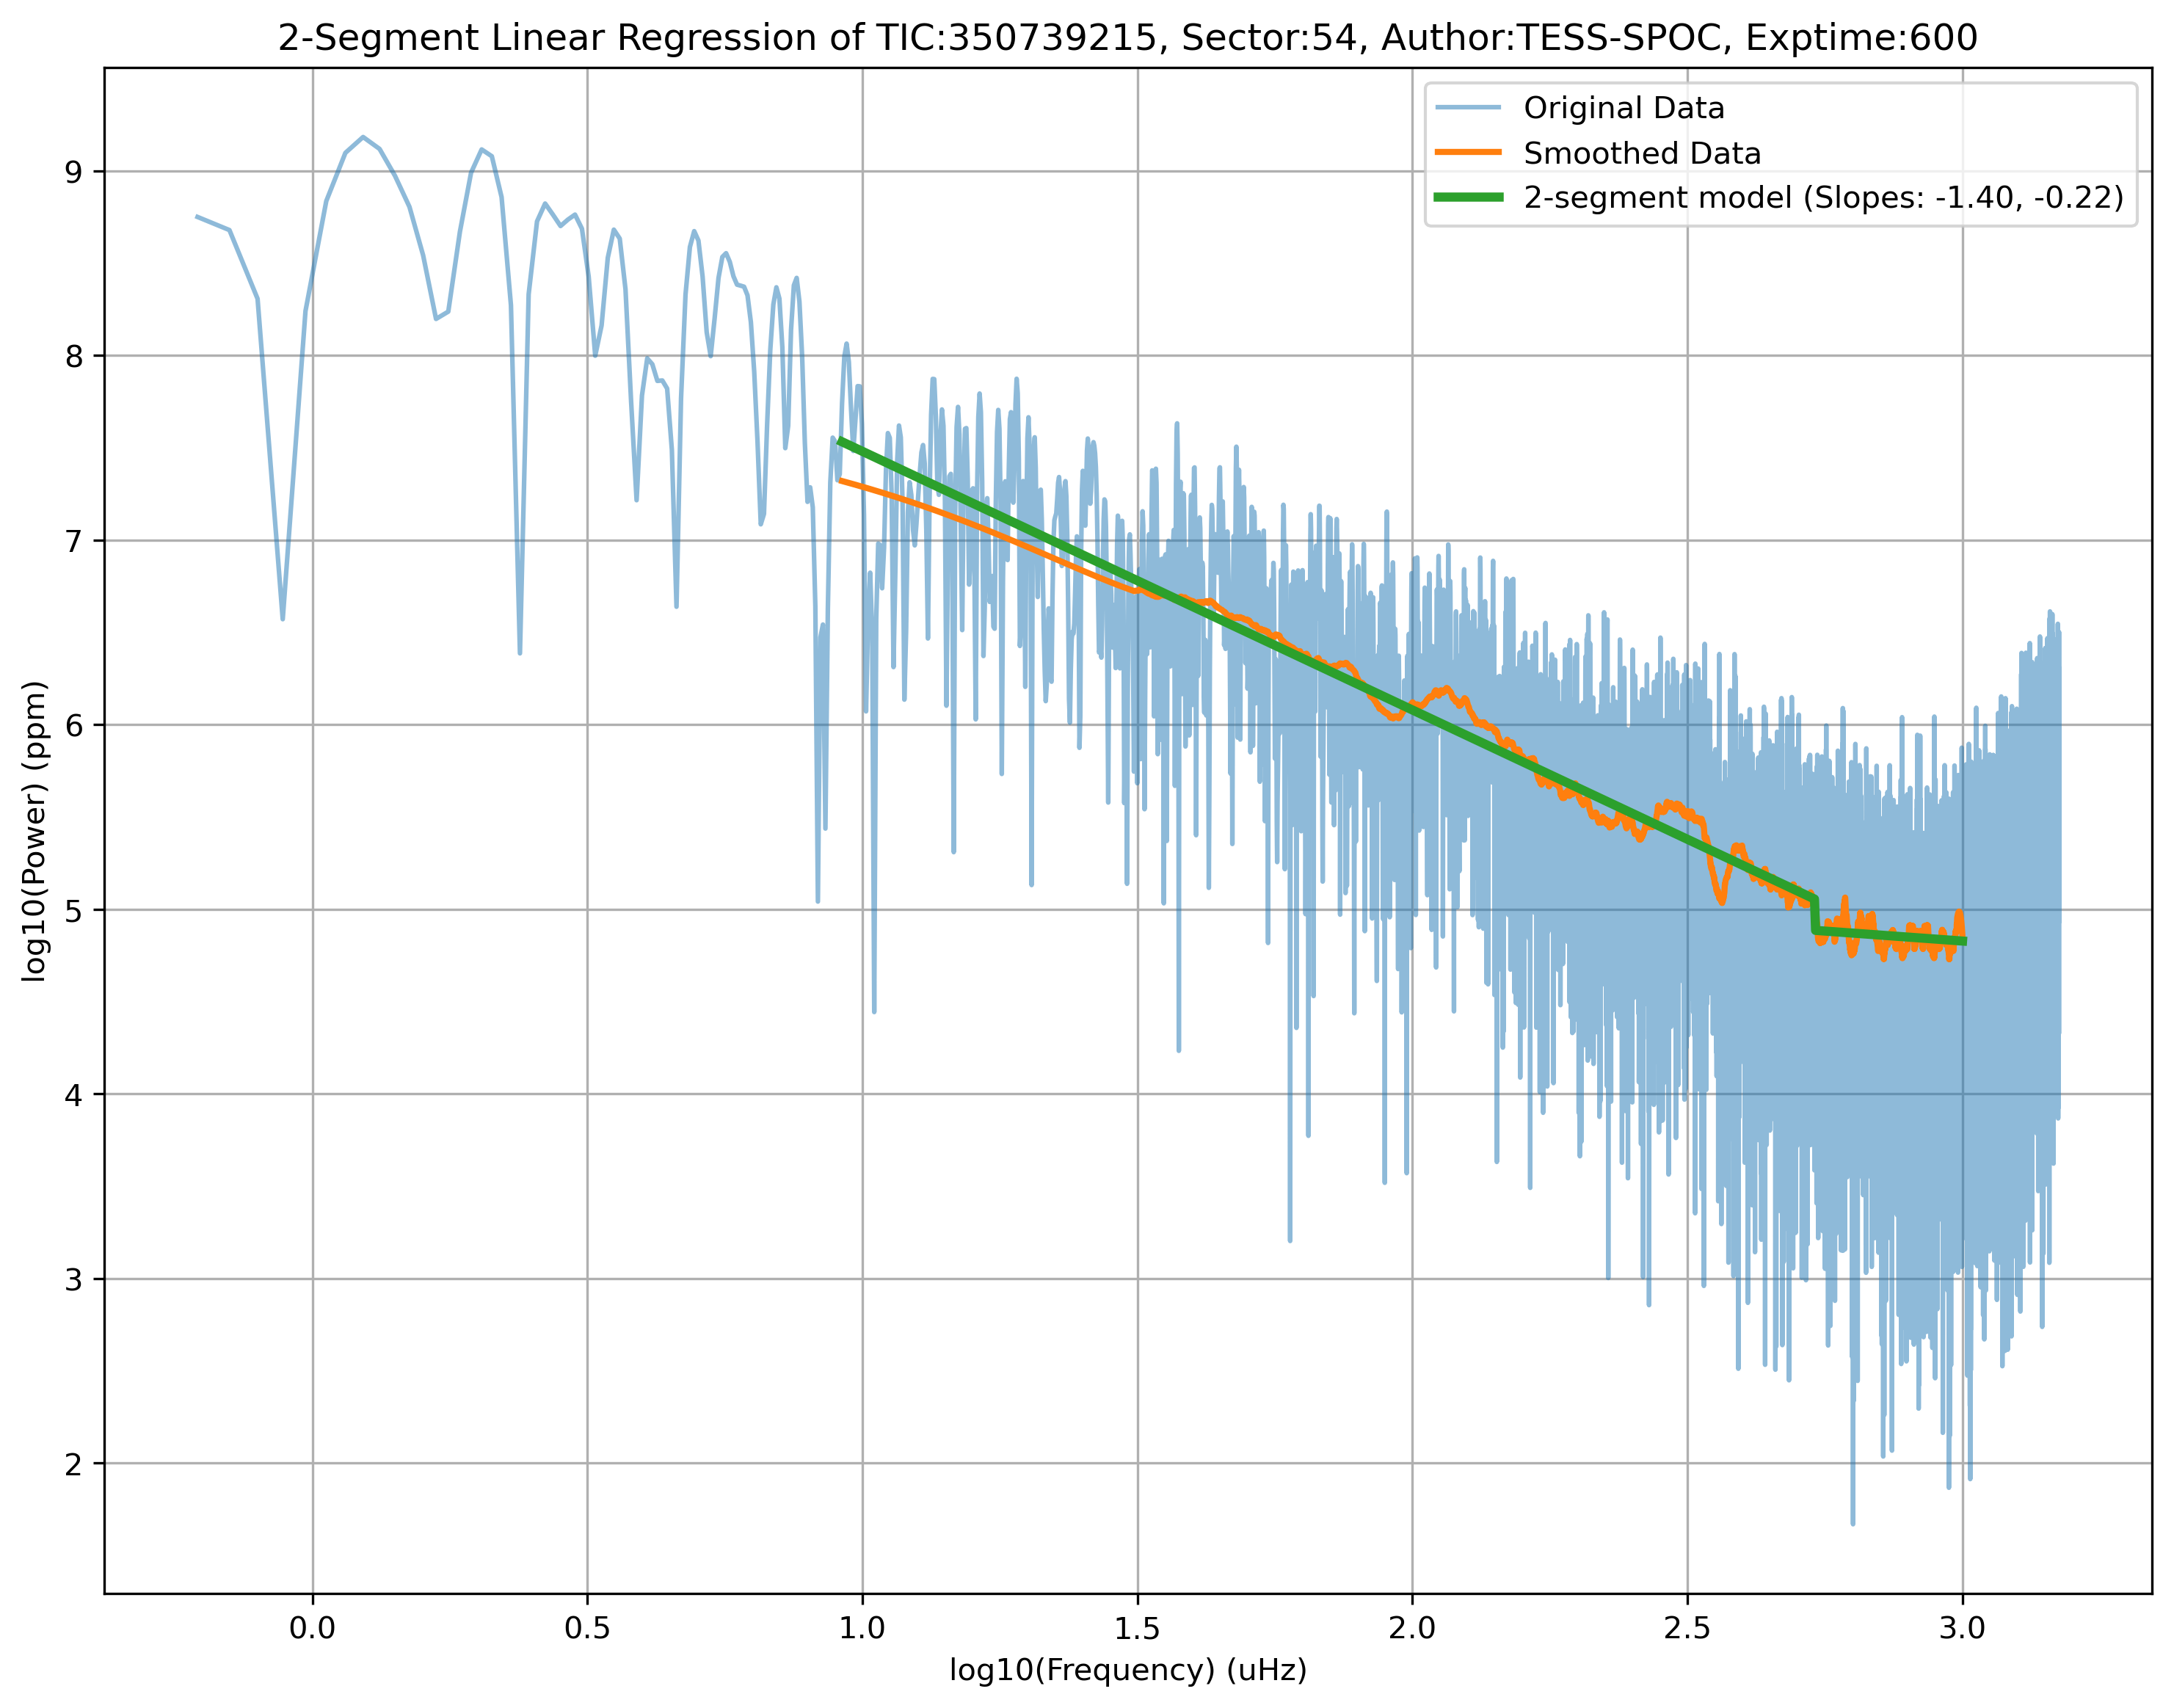 2-Segment Linear Regression of TIC:350739215, Sector:54, Author:TESS-SPOC, Exptime:600
Original Data
Smoothed Data
2-segment model (Slopes: -1.40, -0.22)
log10(Power) (ppm)
9
8
7
6
5
4
3
2
0.0 0.5 1.0 1.5 2.0 2.5 3.0
log10(Frequency) (uHz)